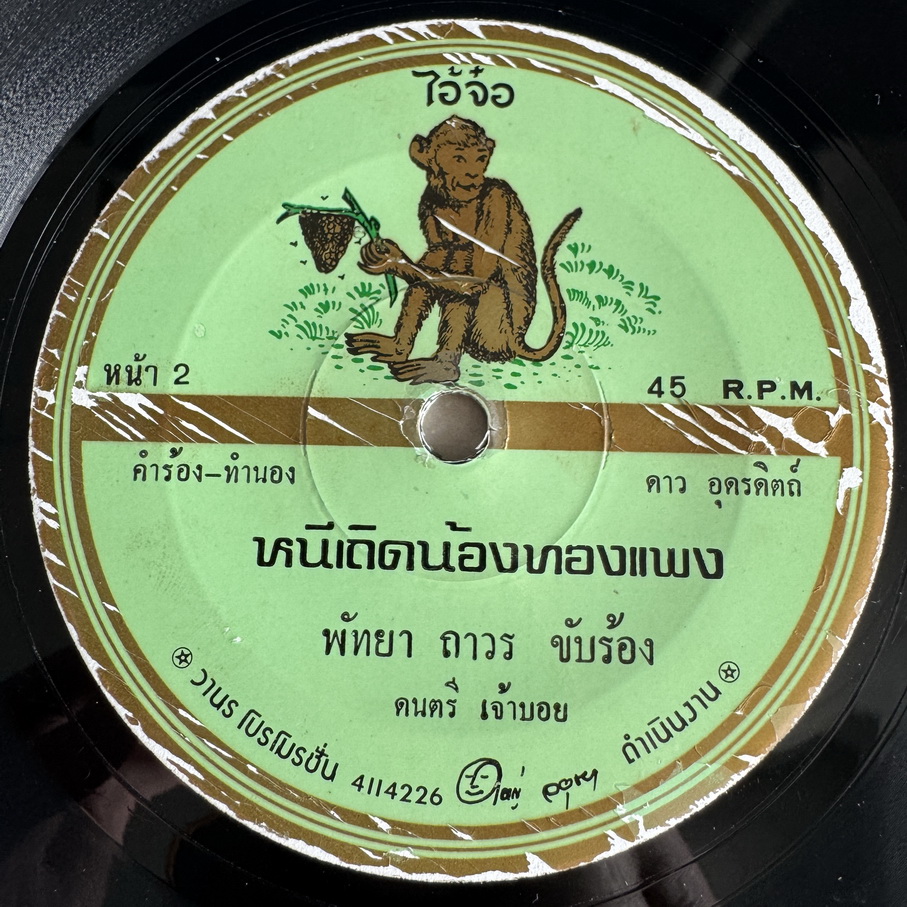 ไอ้จ๋อ
หน้า 2
45 R.P.M.
คำร้อง–ทำนอง
ดาว อุดรดิตถ์
หนีเถิดน้องทองแพง
พัทยา ถาวร ขับร้อง
ดนตรี เจ้าบอย
วานร โปรโมรชั่น 4114226 ดำเนินงาน